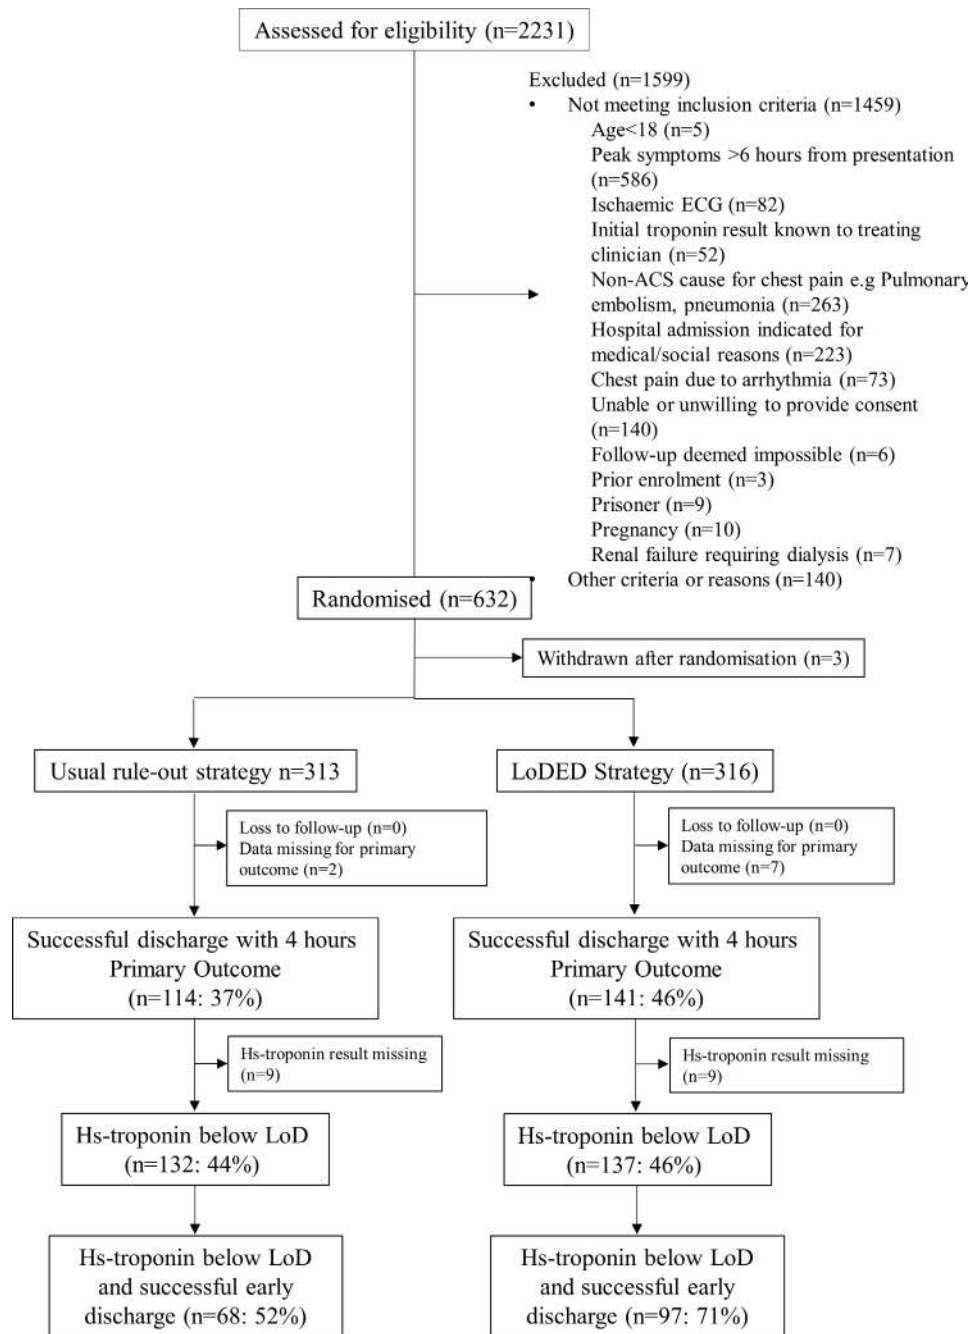 Assessed for eligibility (n=2231)
Excluded (n=1599)
• Not meeting inclusion criteria (n=1459)
Age<18 (n=5)
Peak symptoms >6 hours from presentation
(n=586)
Ischaemic ECG (n=82)
Initial troponin result known to treating
clinician (n=52)
Non-ACS cause for chest pain e.g Pulmonary
embolism, pneumonia (n=263)
Hospital admission indicated for
medical/social reasons (n=223)
Chest pain due to arrhythmia (n=73)
Unable or unwilling to provide consent
(n=140)
Follow-up deemed impossible (n=6)
Prior enrolment (n=3)
Prisoner (n=9)
Pregnancy (n=10)
Renal failure requiring dialysis (n=7)
• Other criteria or reasons (n=140)
Randomised (n=632)
Withdrawn after randomisation (n=3)
Usual rule-out strategy n=313
LoDED Strategy (n=316)
Loss to follow-up (n=0)
Data missing for primary
outcome (n=2)
Loss to follow-up (n=0)
Data missing for primary
outcome (n=7)
Successful discharge with 4 hours
Primary Outcome
(n=114: 37%)
Successful discharge with 4 hours
Primary Outcome
(n=141: 46%)
Hs-troponin result missing
(n=9)
Hs-troponin result missing
(n=9)
Hs-troponin below LoD
(n=132: 44%)
Hs-troponin below LoD
(n=137: 46%)
Hs-troponin below LoD
and successful early
discharge (n=68: 52%)
Hs-troponin below LoD
and successful early
discharge (n=97: 71%)